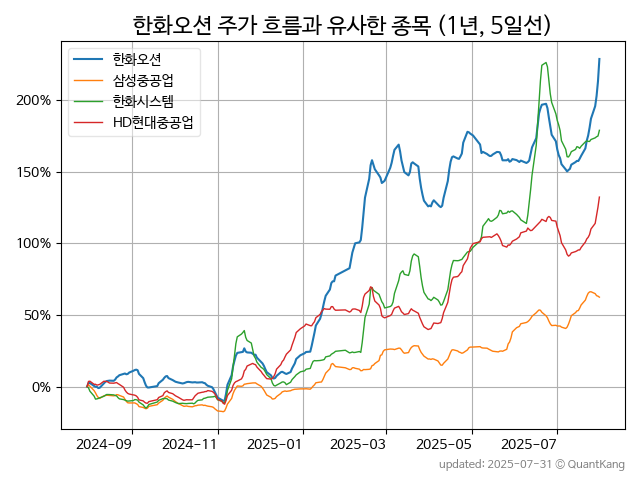 한화오션 주가 흐름과 유사한 종목 (1년, 5일선)
한화오션
삼성중공업
한화시스템
HD현대중공업
200%
150%
100%
50%
0%
2024-09 2024-11 2025-01 2025-03 2025-05 2025-07
updated: 2025-07-31 © QuantKang